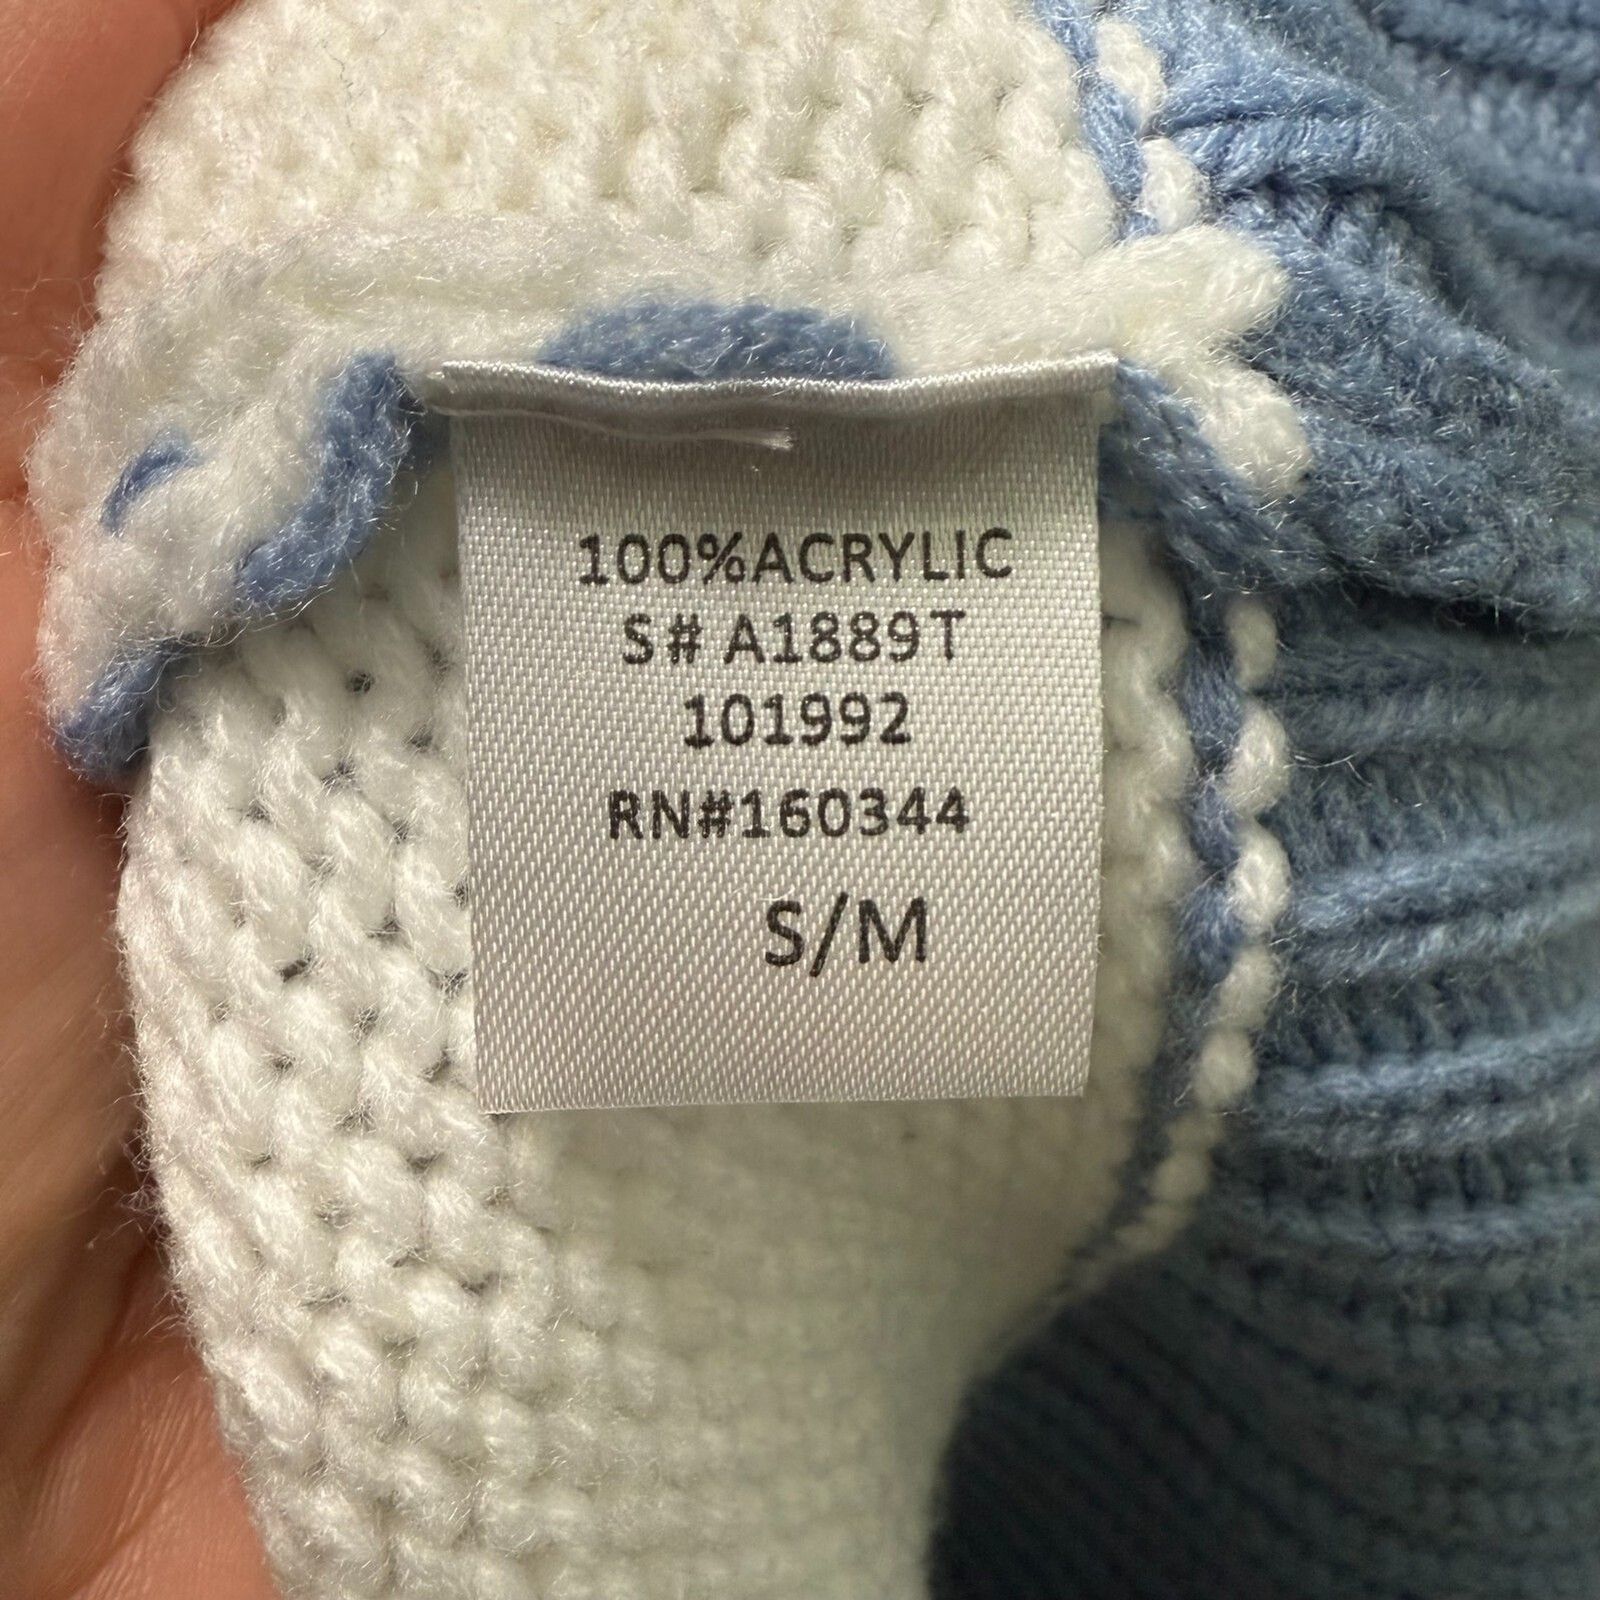 100%ACRYLIC
S# A1889T
101992
RN#160344
S/M